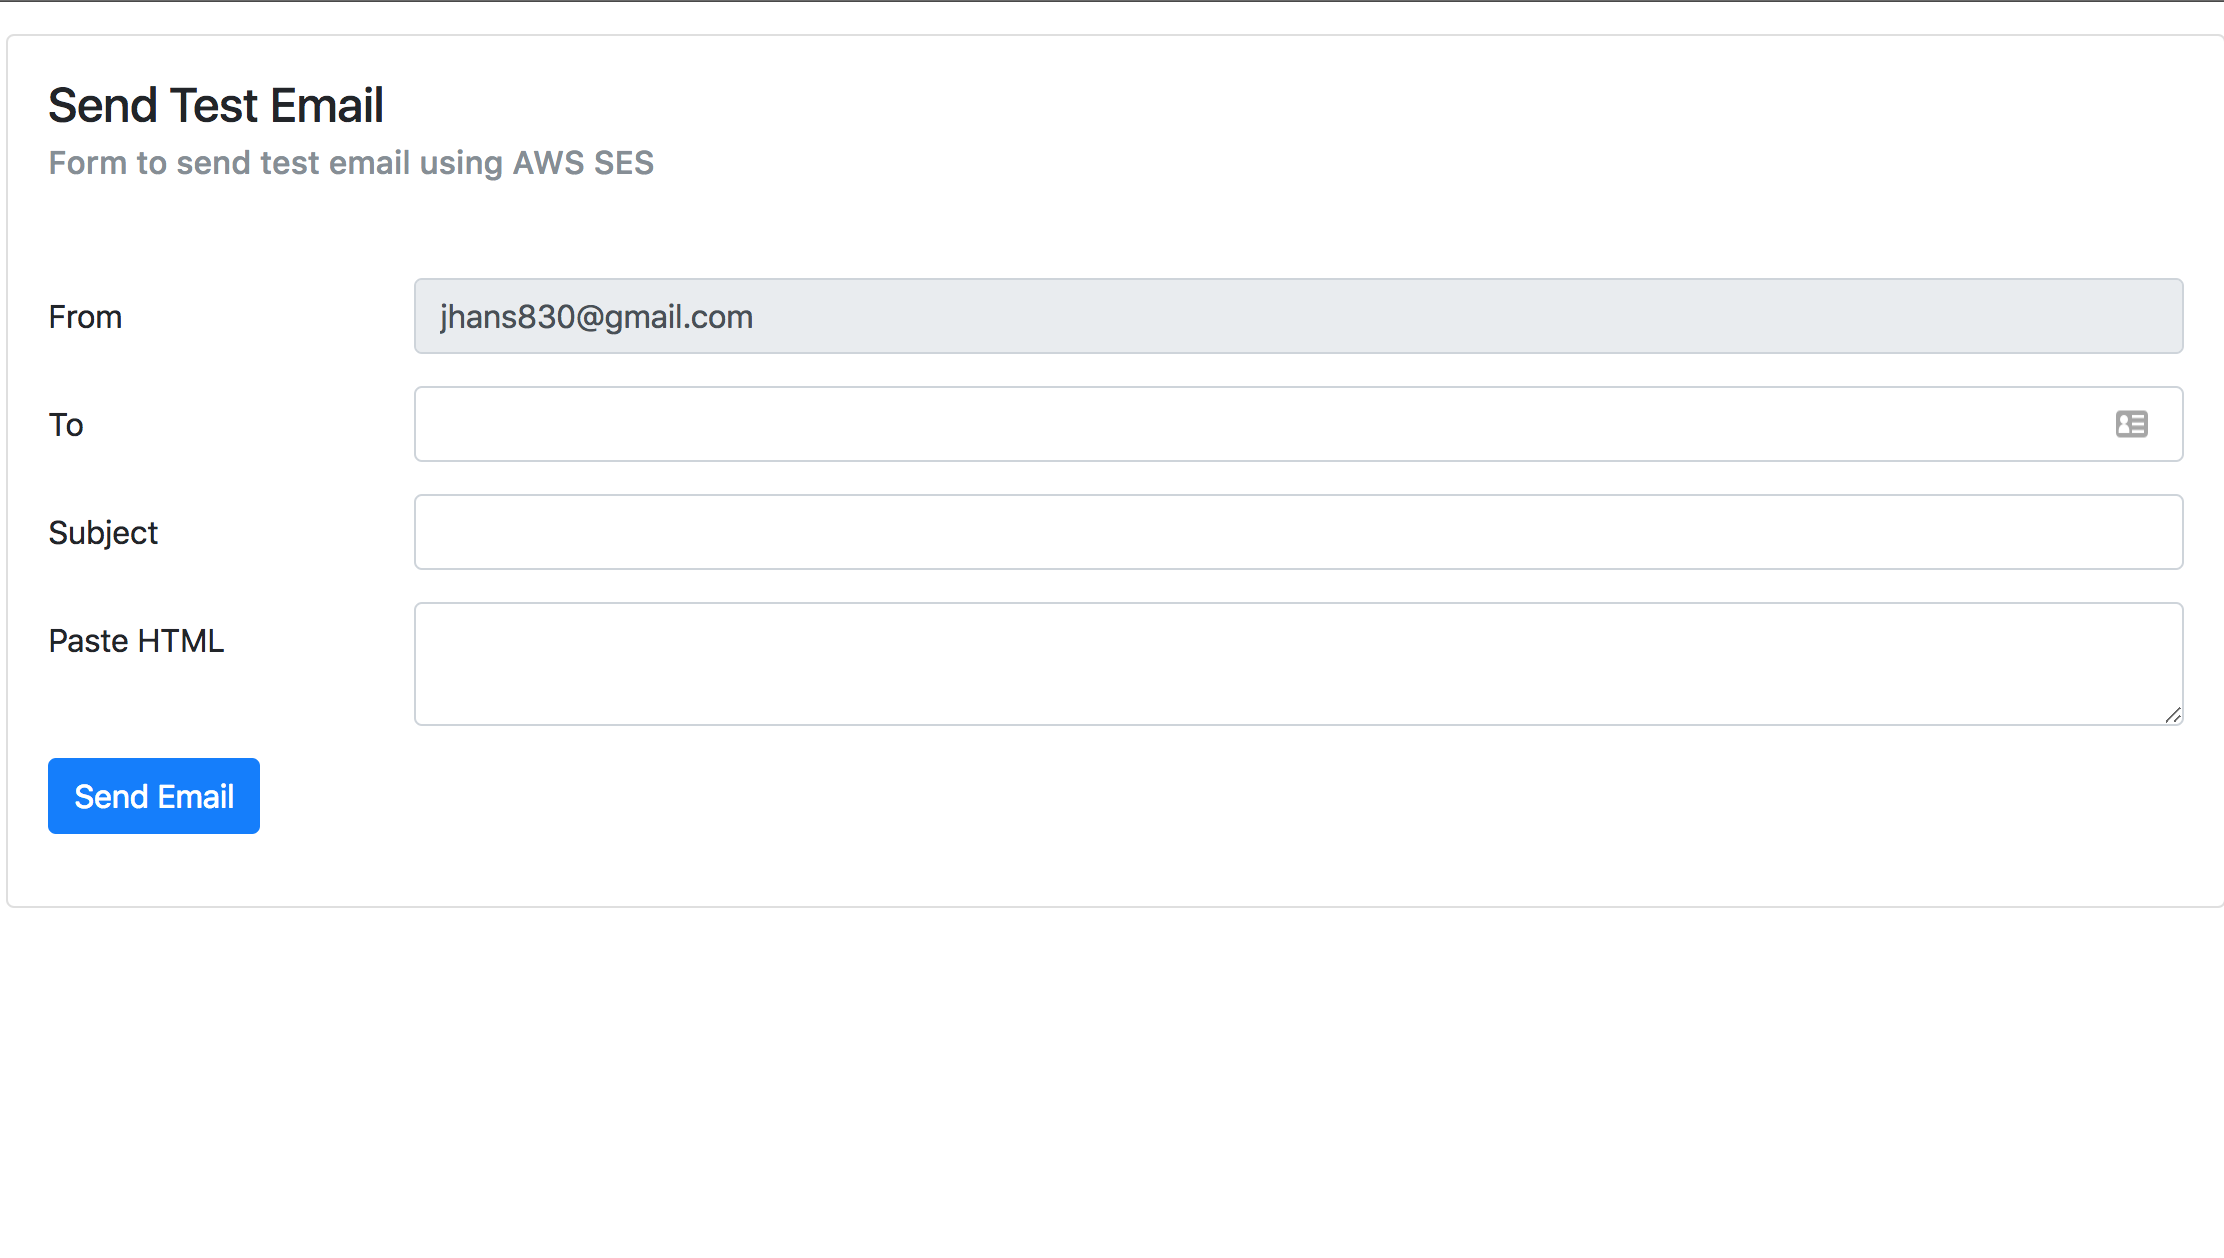 Send Test Email
Form to send test email using AWS SES
From
jhans830@gmail.com
To
Subject
Paste HTML
Send Email